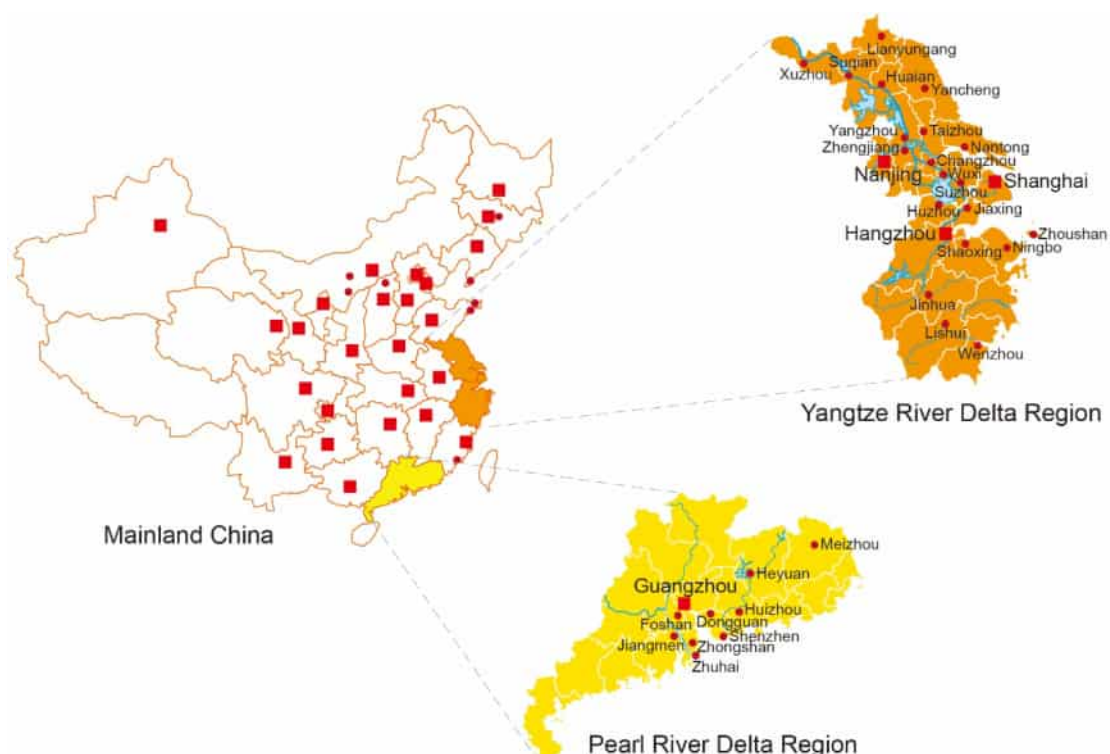 Lianyungang
Suqian
Xuzhou
Huaian
Yancheng
Yangzhou
Taizhou
Zhengjiang
Nantong
Changzhou
Nanjing
Wuxi
Shanghai
Suzhou
Huzhou
Jiaxing
Hangzhou
Zhoushan
Shaoxing
Ningbo
Jinhua
Lishui
Wenzhou
Yangtze River Delta Region
Mainland China
Meizhou
Heyuan
Guangzhou
Huizhou
Foshan
Dongguan
Shenzhen
Jiangmen
Zhongshan
Zhuhai
Pearl River Delta Region